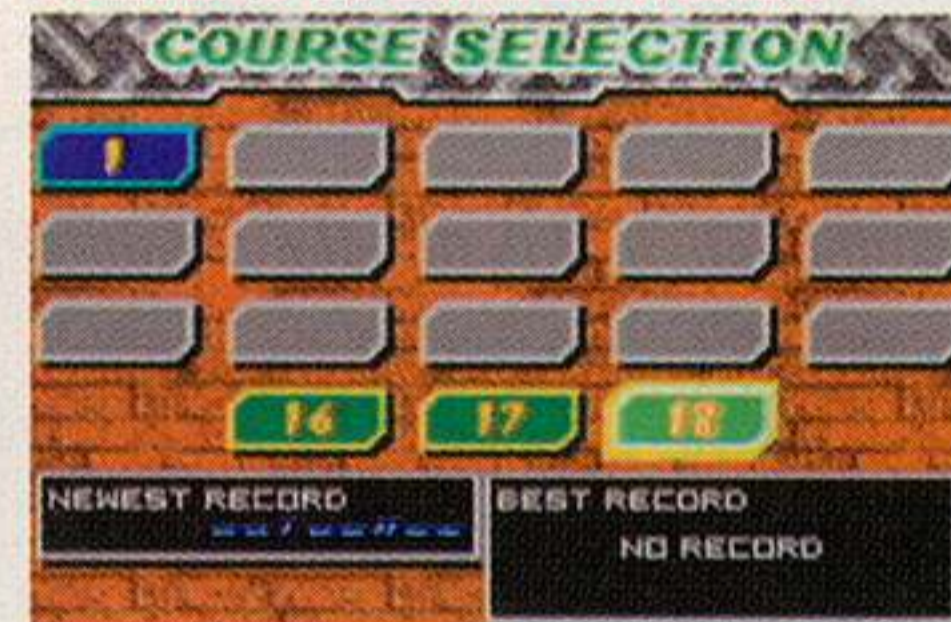 COURSE SELECTION
1
16 17 18
NEWEST RECORD
--'--"--
BEST RECORD
NO RECORD